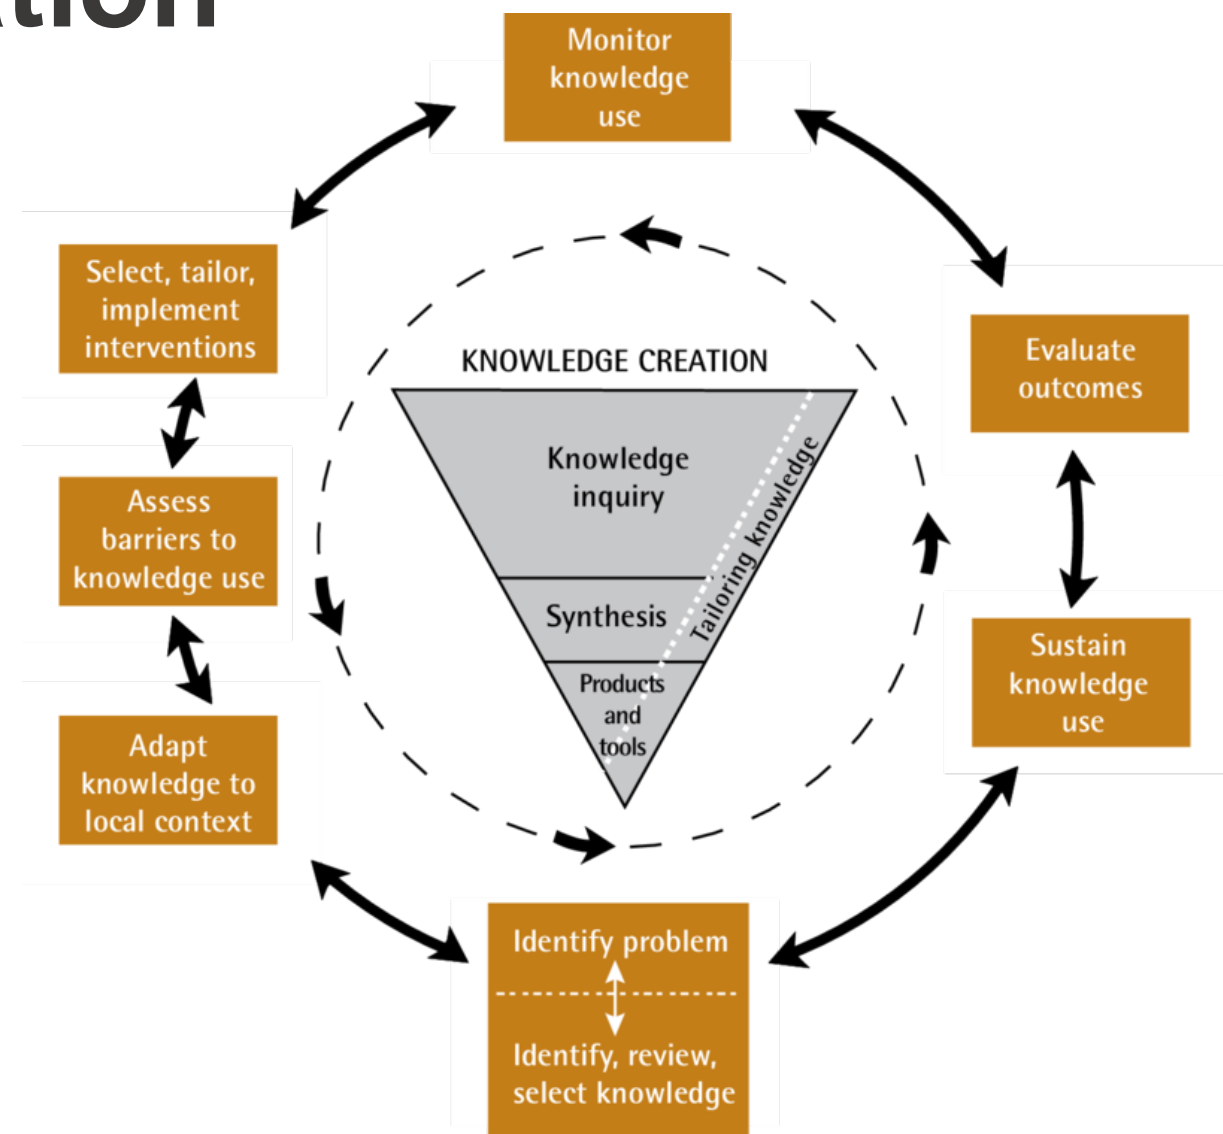 Monitor
knowledge
use
Select, tailor,
implement
interventions
Evaluate
outcomes
KNOWLEDGE CREATION
Knowledge
inquiry
Tailoring knowledge
Synthesis
Products
and
tools
Assess
barriers to
knowledge use
Sustain
knowledge
use
Adapt
knowledge to
local context
Identify problem
Identify, review,
select knowledge